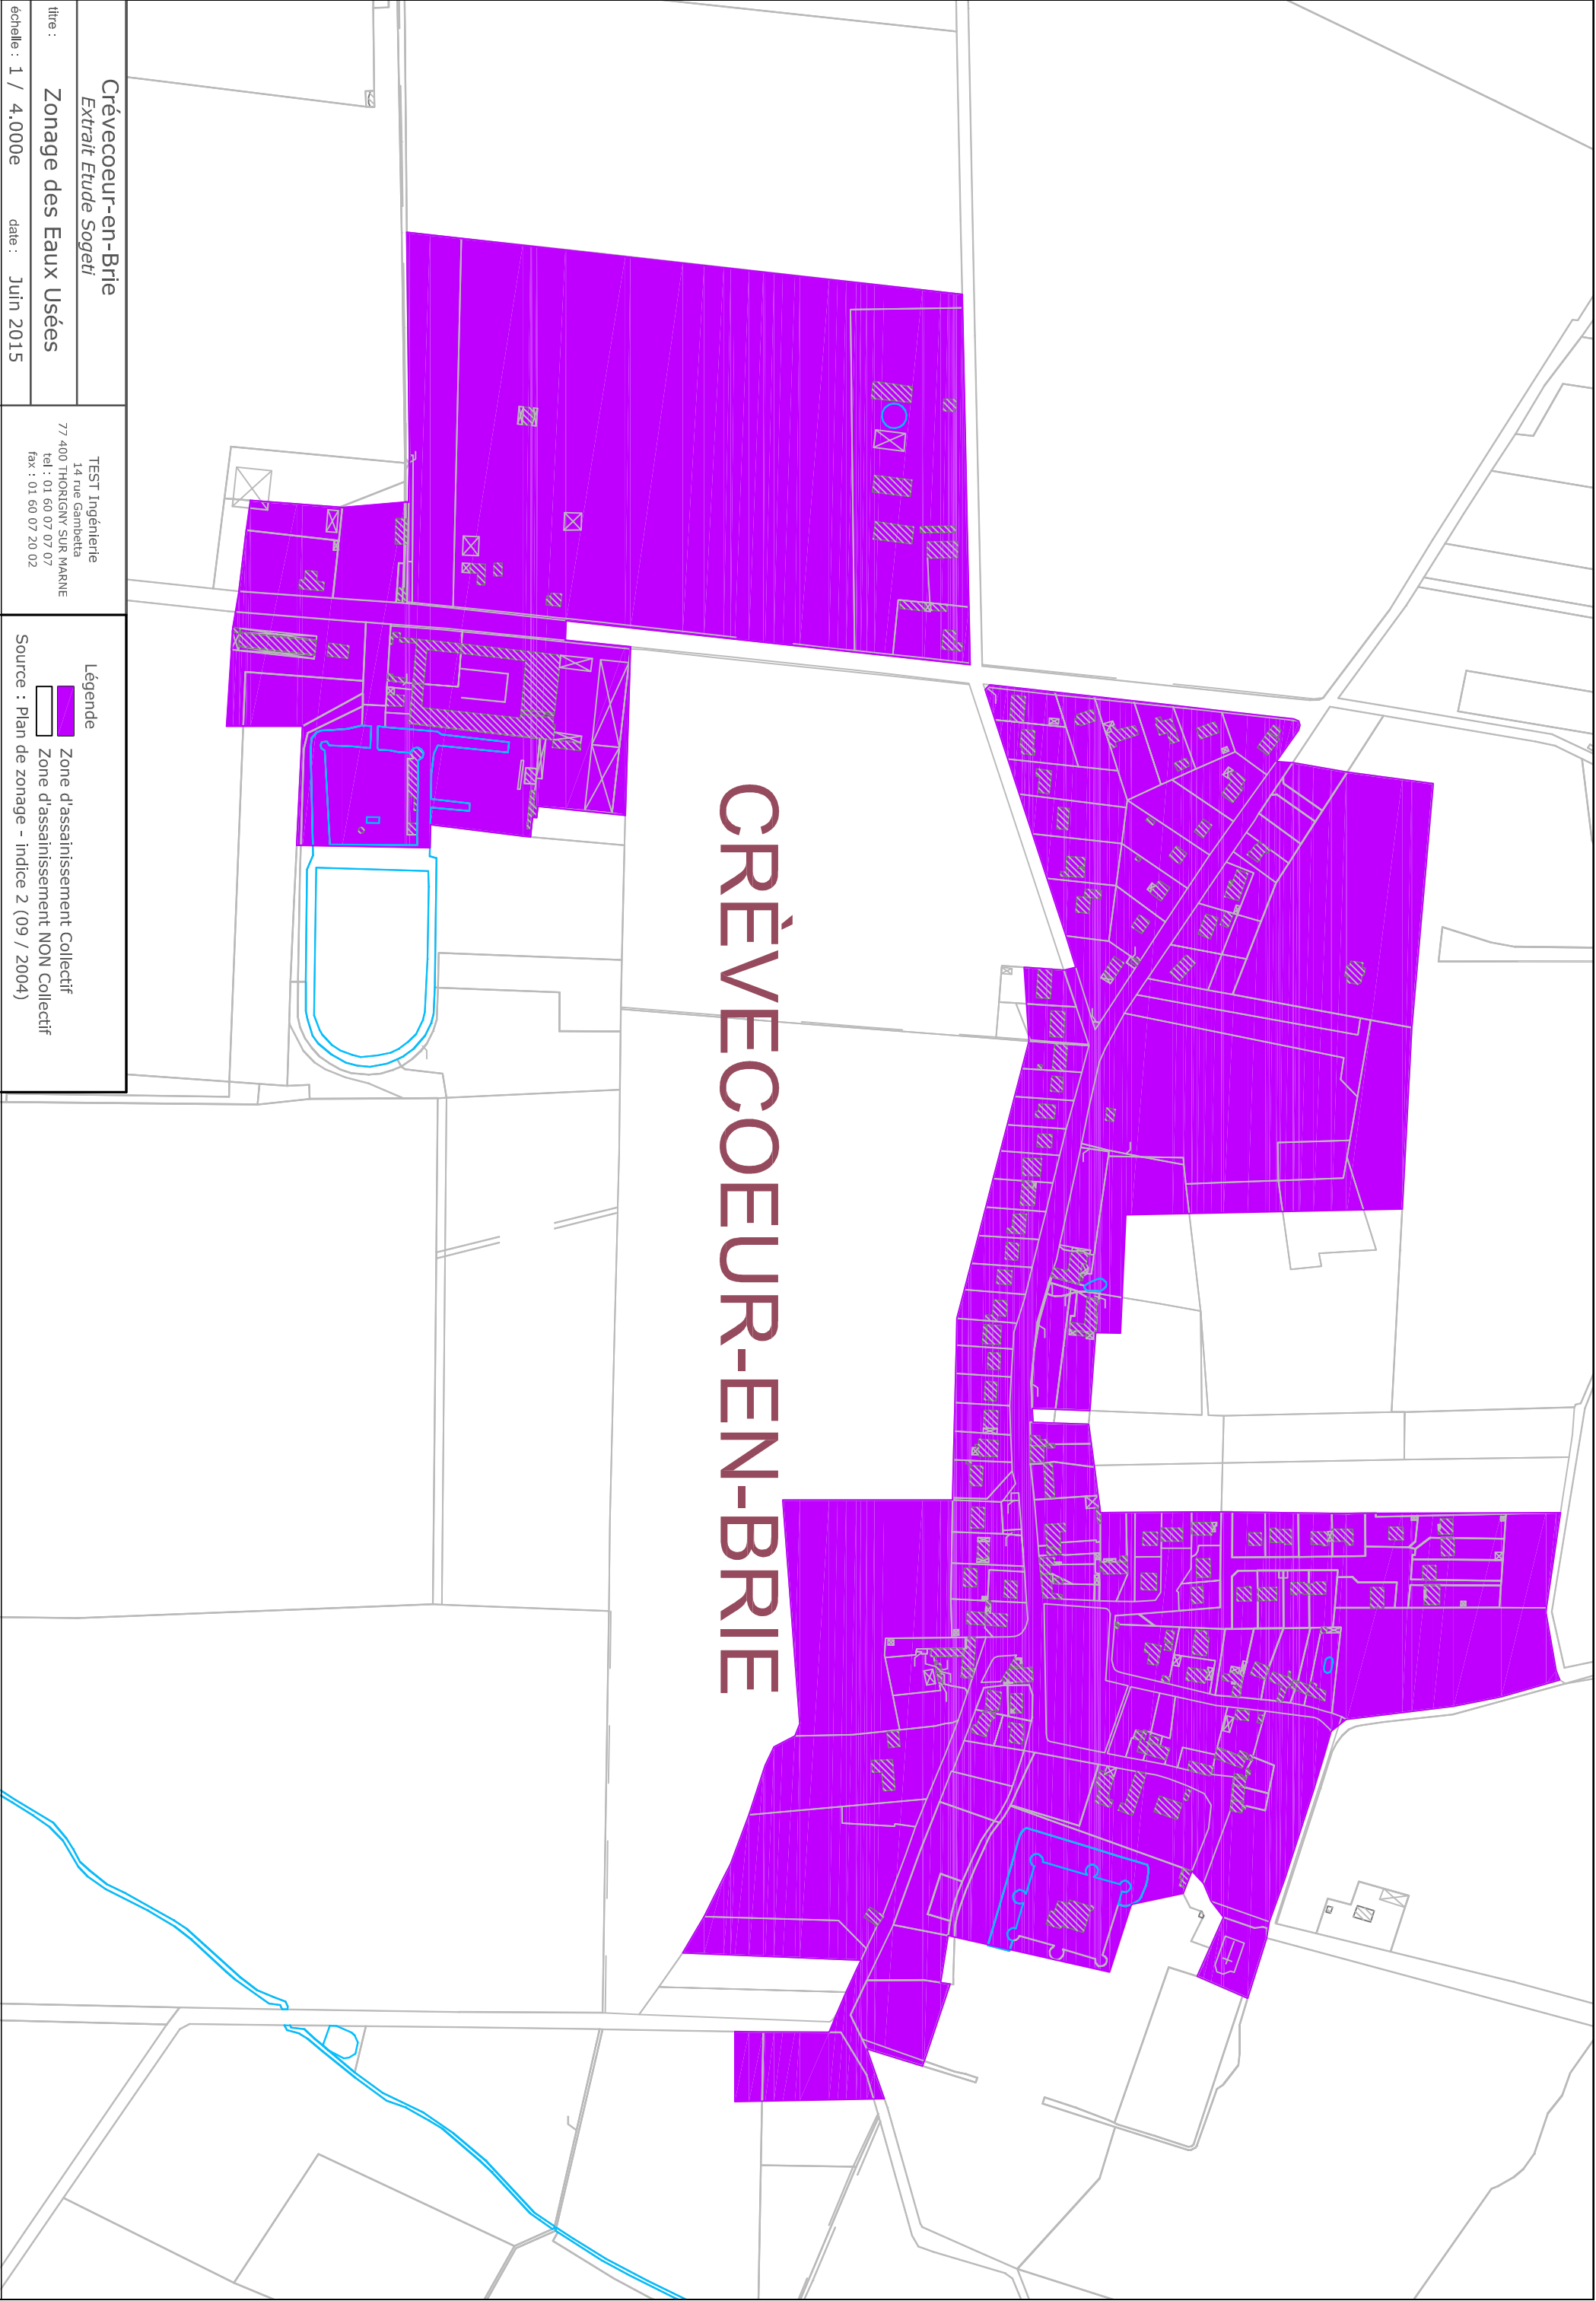 CRÈVECOEUR-EN-BRIE
Crévecoeur-en-Brie
Extrait Etude Sogeti
titre :
Zonage des Eaux Usées
échelle : 1 / 4.000e
date : Juin 2015
TEST Ingénierie
14 rue Gambetta
77 400 THORIGNY SUR MARNE
tel : 01 60 07 07 07
fax : 01 60 07 20 02
Légende
Zone d'assainissement Collectif
Zone d'assainissement NON Collectif
Source : Plan de zonage - indice 2 (09 / 2004)